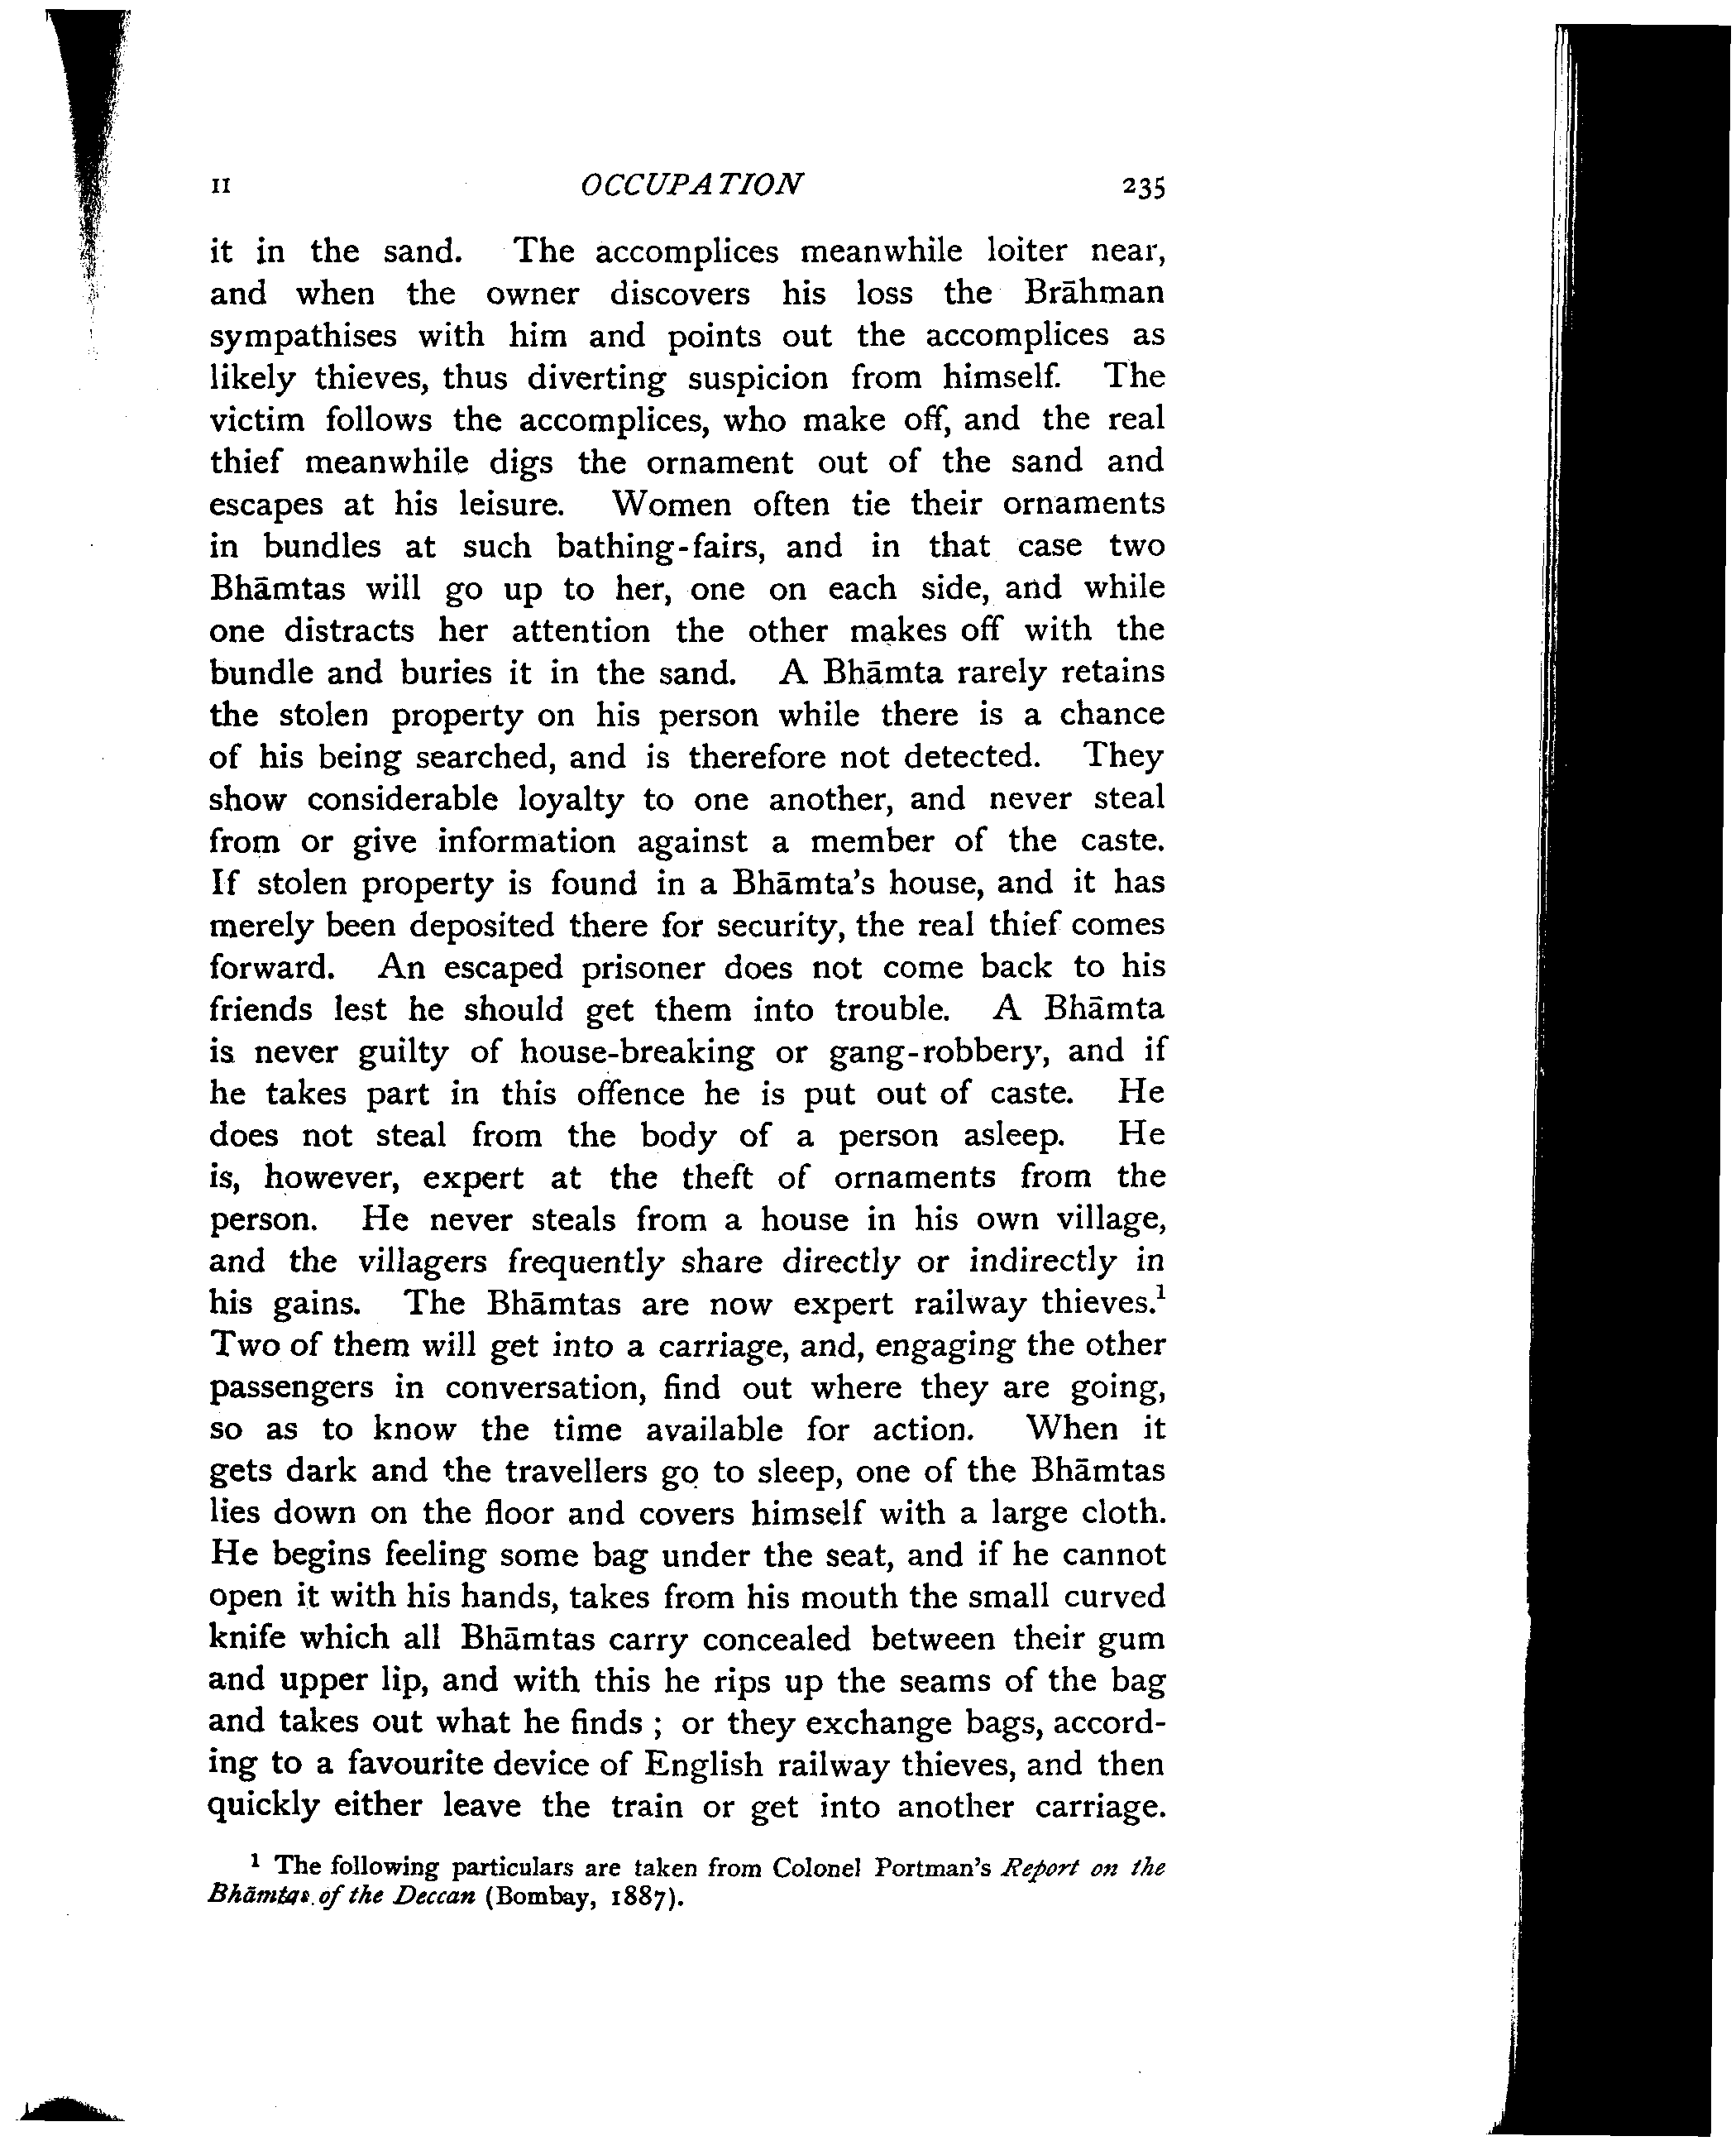 II OCCUPATION 235
it in the sand. The accomplices meanwhile loiter near,
and when the owner discovers his loss the Brāhman
sympathises with him and points out the accomplices as
likely thieves, thus diverting suspicion from himself. The
victim follows the accomplices, who make off, and the real
thief meanwhile digs the ornament out of the sand and
escapes at his leisure. Women often tie their ornaments
in bundles at such bathing-fairs, and in that case two
Bhāmtas will go up to her, one on each side, and while
one distracts her attention the other makes off with the
bundle and buries it in the sand. A Bhāmta rarely retains
the stolen property on his person while there is a chance
of his being searched, and is therefore not detected. They
show considerable loyalty to one another, and never steal
from or give information against a member of the caste.
If stolen property is found in a Bhāmta's house, and it has
merely been deposited there for security, the real thief comes
forward. An escaped prisoner does not come back to his
friends lest he should get them into trouble. A Bhāmta
is never guilty of house-breaking or gang-robbery, and if
he takes part in this offence he is put out of caste. He
does not steal from the body of a person asleep. He
is, however, expert at the theft of ornaments from the
person. He never steals from a house in his own village,
and the villagers frequently share directly or indirectly in
his gains. The Bhāmtas are now expert railway thieves.¹
Two of them will get into a carriage, and, engaging the other
passengers in conversation, find out where they are going,
so as to know the time available for action. When it
gets dark and the travellers go to sleep, one of the Bhāmtas
lies down on the floor and covers himself with a large cloth.
He begins feeling some bag under the seat, and if he cannot
open it with his hands, takes from his mouth the small curved
knife which all Bhāmtas carry concealed between their gum
and upper lip, and with this he rips up the seams of the bag
and takes out what he finds ; or they exchange bags, accord-
ing to a favourite device of English railway thieves, and then
quickly either leave the train or get into another carriage.
¹ The following particulars are taken from Colonel Portman's Report on the
Bhāmtas of the Deccan (Bombay, 1887).